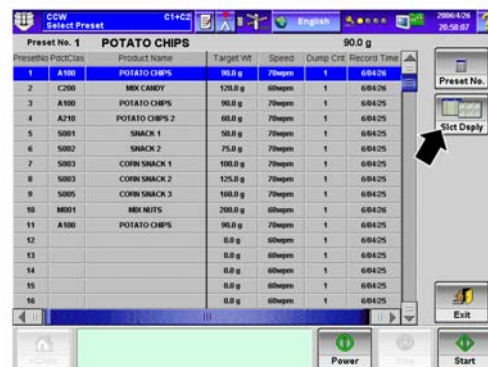 CCW C1+C2 English 2006/4/26
Select Preset 20:50:07
Preset No. 1 POTATO CHIPS 90.0 g
PresetNo PdctClas Product Name Target Wt Speed Dump Cnt Record Time
1 A100 POTATO CHIPS 90.0 g 70wpm 1 6/04/26
2 C200 MIX CANDY 120.0 g 60wpm 1 6/04/26
3 A100 POTATO CHIPS 90.0 g 70wpm 1 6/04/25
4 A210 POTATO CHIPS 2 60.0 g 70wpm 1 6/04/25
5 S001 SNACK 1 50.0 g 70wpm 1 6/04/25
6 S002 SNACK 2 75.0 g 70wpm 1 6/04/25
7 S003 CORN SNACK 1 100.0 g 70wpm 1 6/04/25
8 S003 CORN SNACK 2 125.0 g 70wpm 1 6/04/25
9 S005 CORN SNACK 3 160.0 g 70wpm 1 6/04/25
10 M001 MIX NUTS 200.0 g 60wpm 1 6/04/26
11 A100 POTATO CHIPS 90.0 g 70wpm 1 6/04/25
12 0.0 g 60wpm 1 6/04/25
13 0.0 g 60wpm 1 6/04/25
14 0.0 g 60wpm 1 6/04/25
15 0.0 g 60wpm 1 6/04/25
16 0.0 g 60wpm 1 6/04/25
Preset No.
Slct Dsply
Exit
Power
Start